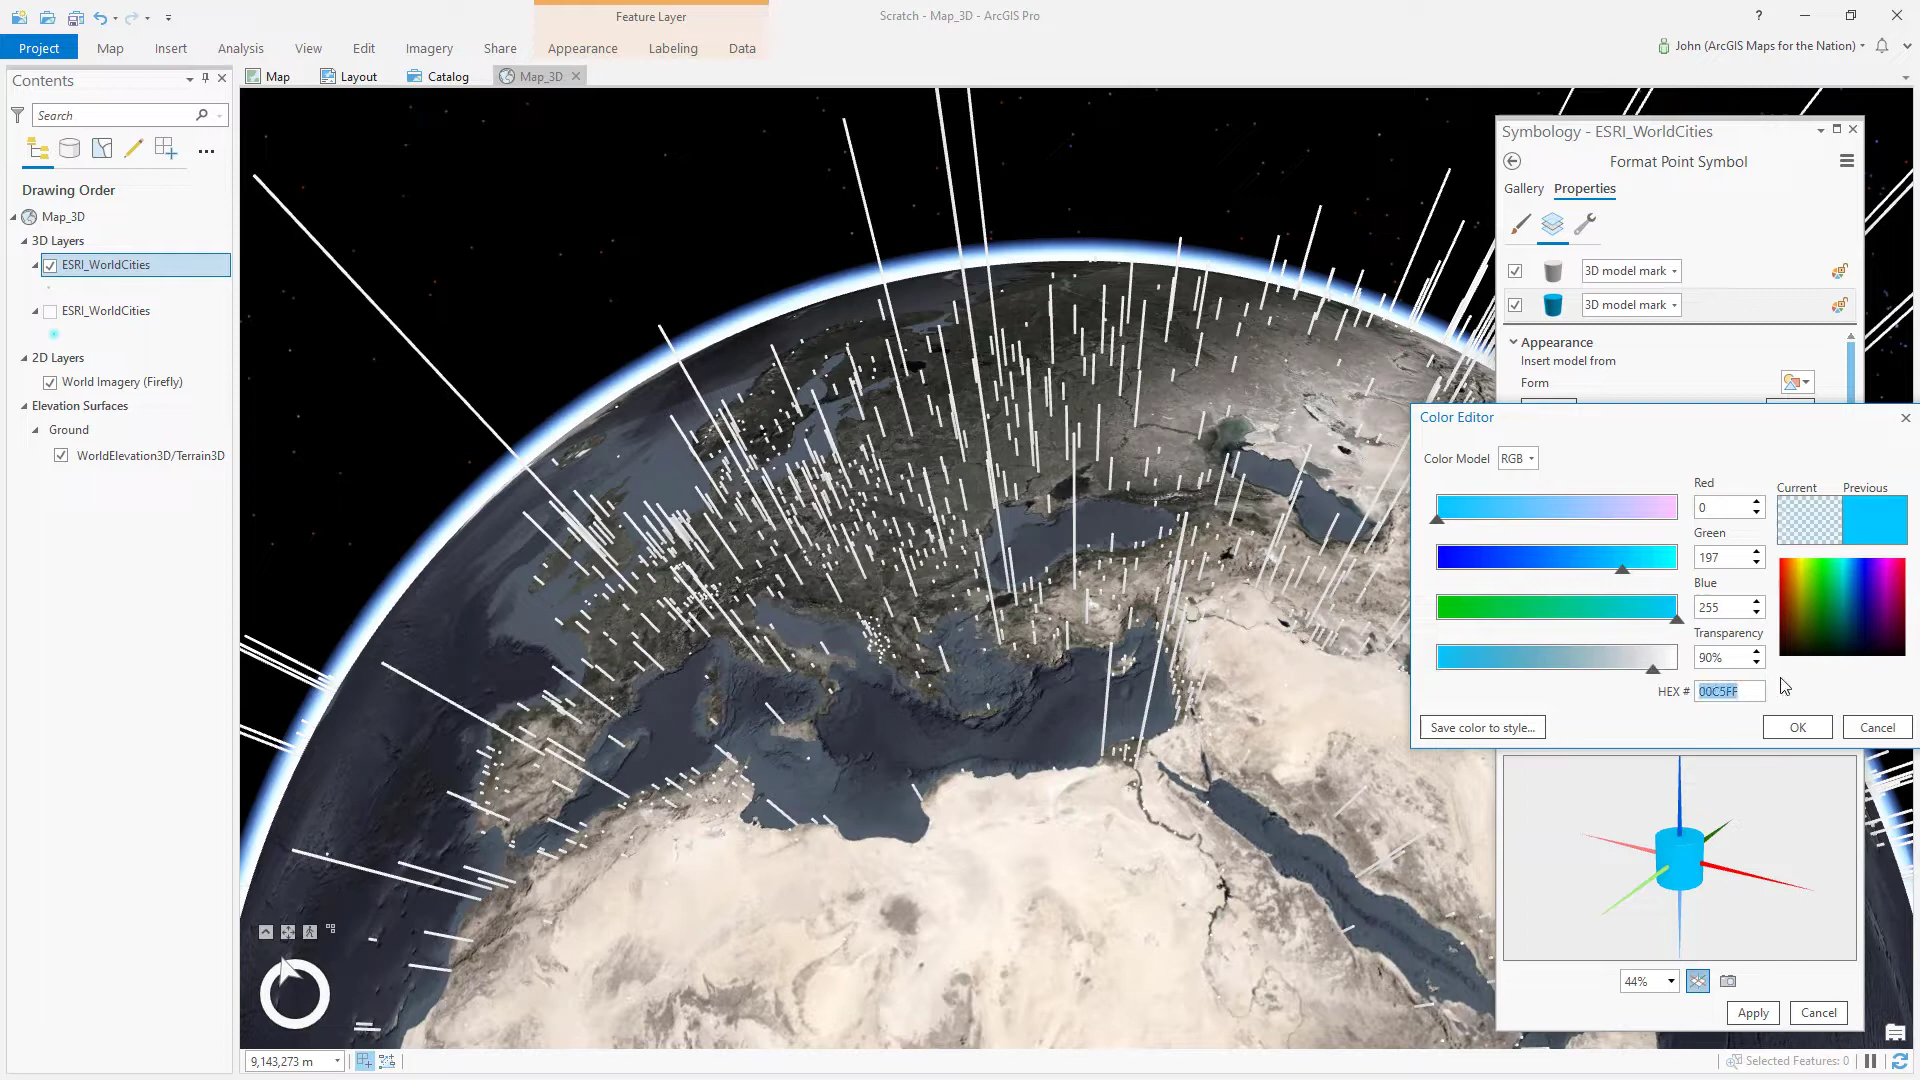 Feature Layer
Scratch - Map_3D - ArcGIS Pro
?
Project
Map
Insert
Analysis
View
Edit
Imagery
Share
Appearance
Labeling
Data
John (ArcGIS Maps for the Nation)
Contents
Map
Layout
Catalog
Map_3D
Search
Drawing Order
Map_3D
3D Layers
ESRI_WorldCities
ESRI_WorldCities
2D Layers
World Imagery (Firefly)
Elevation Surfaces
Ground
WorldElevation3D/Terrain3D
Symbology - ESRI_WorldCities
Format Point Symbol
Gallery
Properties
3D model mark
3D model mark
Appearance
Insert model from
Form
Color Editor
Color Model
RGB
Red
0
Green
197
Blue
255
Transparency
90%
HEX #
00C5FF
Current
Previous
Save color to style...
OK
Cancel
44%
Apply
Cancel
9,143,273 m
Selected Features: 0